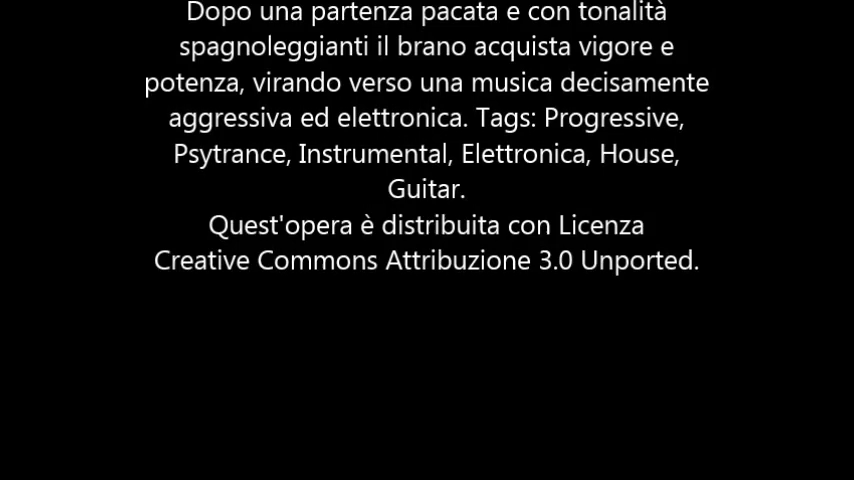 Dopo una partenza pacata e con tonalità
spagnoleggianti il brano acquista vigore e
potenza, virando verso una musica decisamente
aggressiva ed elettronica. Tags: Progressive,
Psytrance, Instrumental, Elettronica, House,
Guitar.
Quest'opera è distribuita con Licenza
Creative Commons Attribuzione 3.0 Unported.